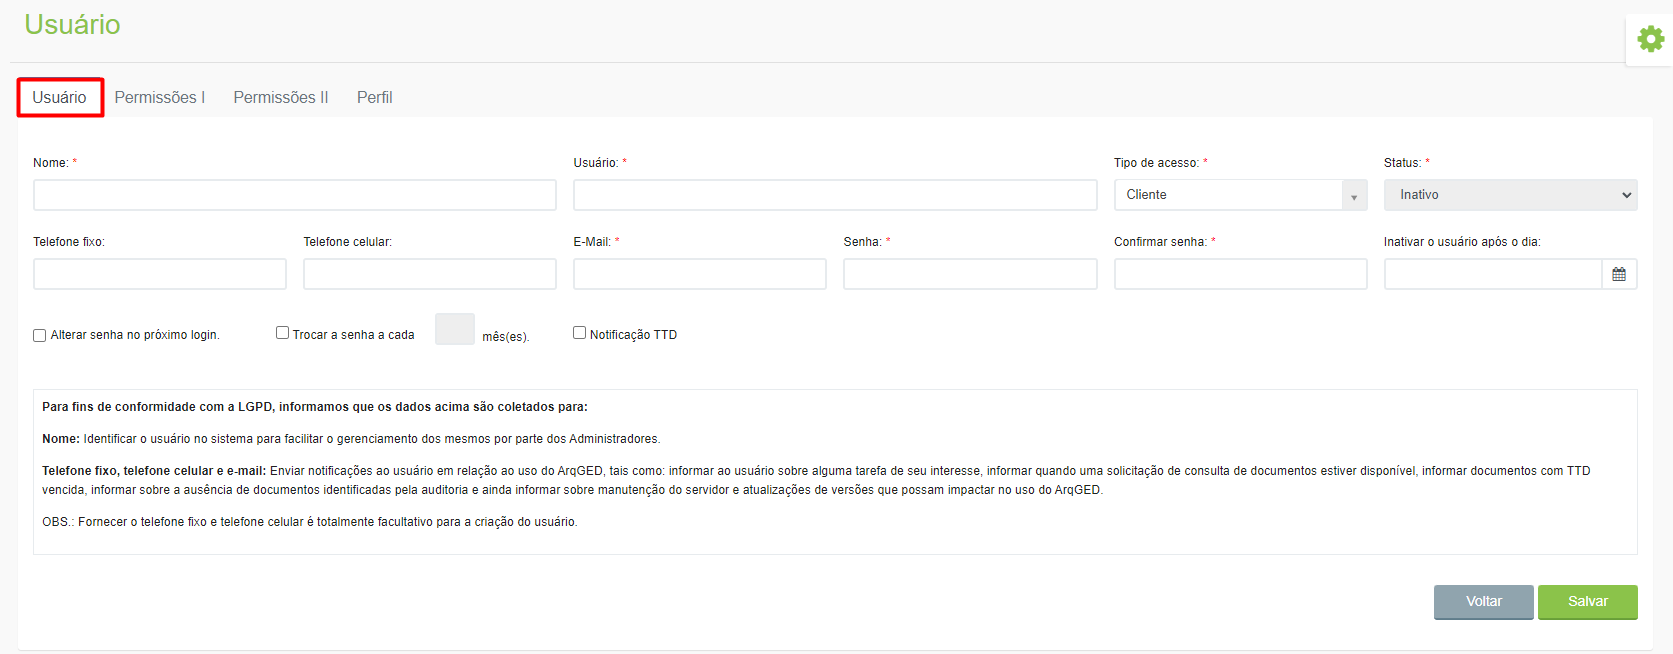 Usuário
Usuário Permissões I Permissões II Perfil
Nome: * Usuário: * Tipo de acesso: * Status: *
Cliente Inativo
Telefone fixo: Telefone celular: E-Mail: * Senha: * Confirmar senha: * Inativar o usuário após o dia:
Alterar senha no próximo login. Trocar a senha a cada mês(es). Notificação TTD
Para fins de conformidade com a LGPD, informamos que os dados acima são coletados para:
Nome: Identificar o usuário no sistema para facilitar o gerenciamento dos mesmos por parte dos Administradores.
Telefone fixo, telefone celular e e-mail: Enviar notificações ao usuário em relação ao uso do ArqGED, tais como: informar ao usuário sobre alguma tarefa de seu interesse, informar quando uma solicitação de consulta de documentos estiver disponível, informar documentos com TTD
vencida, informar sobre a ausência de documentos identificadas pela auditoria e ainda informar sobre manutenção do servidor e atualizações de versões que possam impactar no uso do ArqGED.
OBS.: Fornecer o telefone fixo e telefone celular é totalmente facultativo para a criação do usuário.
Voltar Salvar